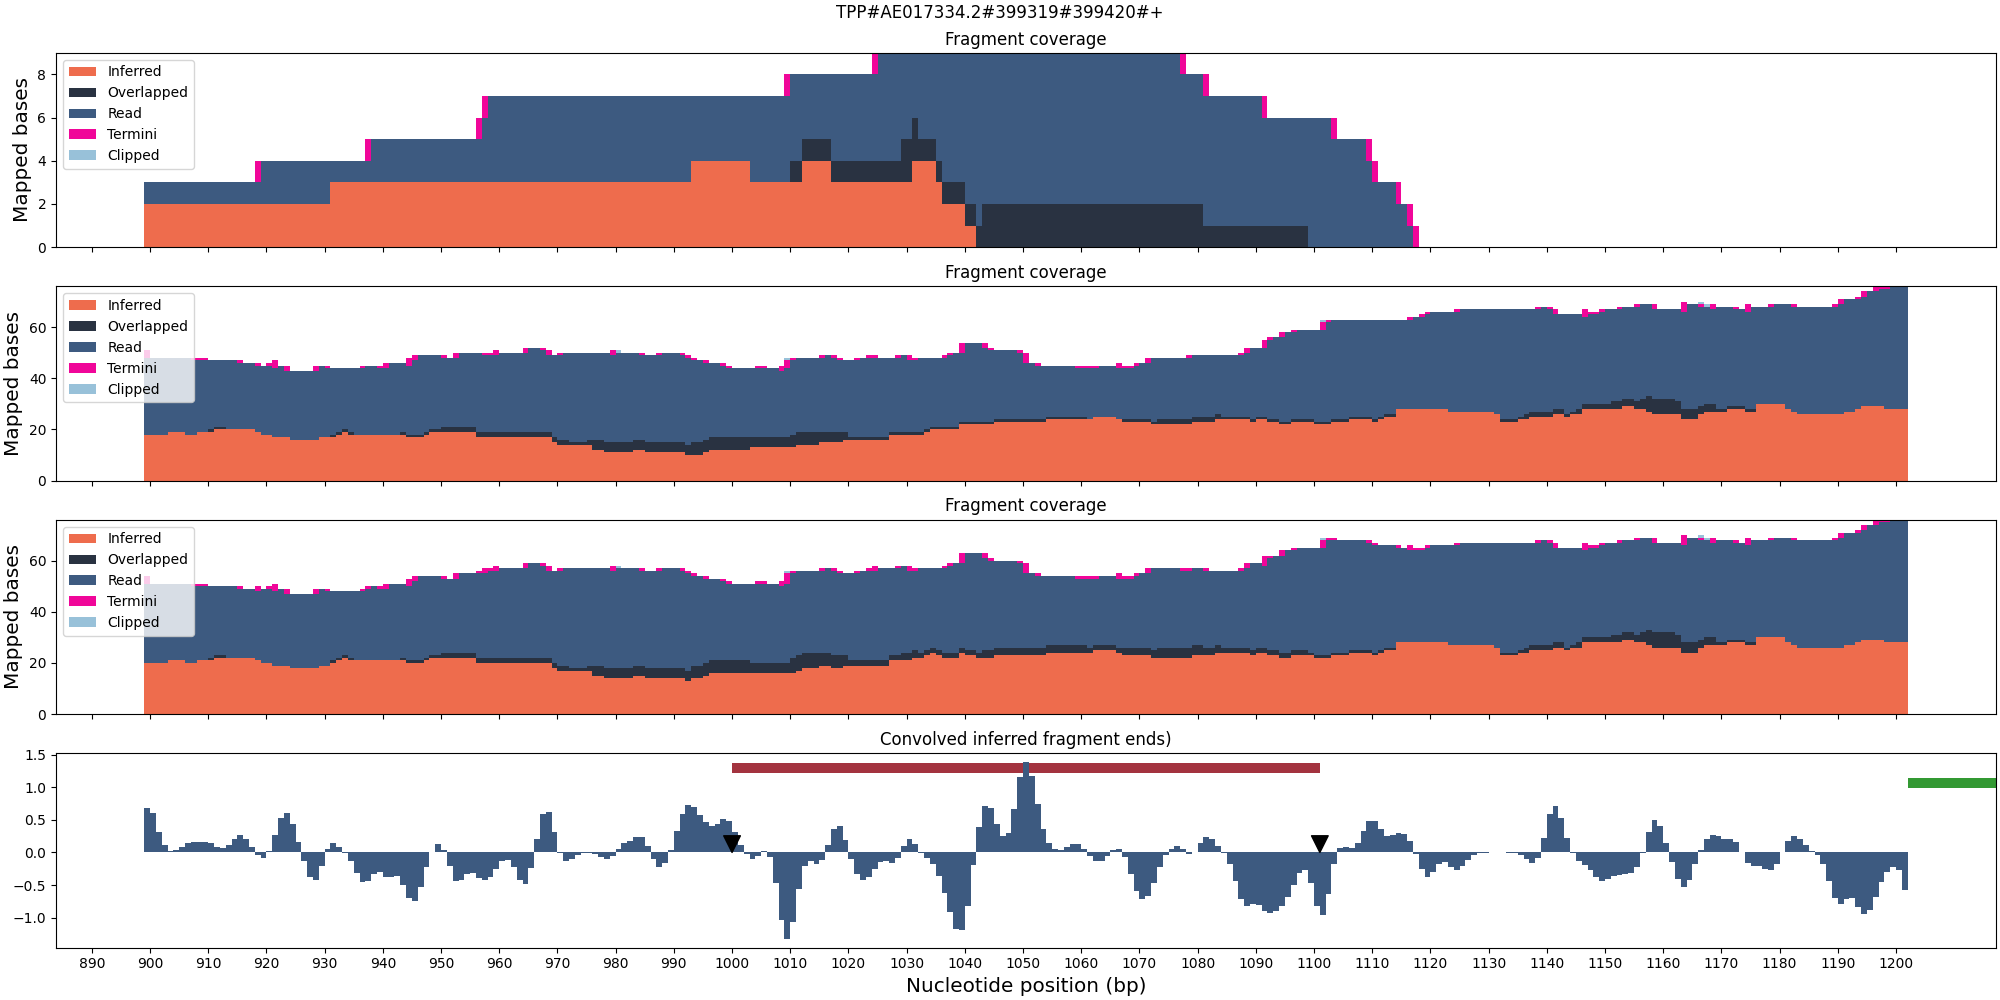 TPP#AE017334.2#399319#399420#+
Fragment coverage
Mapped bases
8
6
4
2
0
Inferred
Overlapped
Read
Termini
Clipped
Fragment coverage
Mapped bases
60
40
20
0
Inferred
Overlapped
Read
Termini
Clipped
Fragment coverage
Mapped bases
60
40
20
0
Inferred
Overlapped
Read
Termini
Clipped
Convolved inferred fragment ends)
1.5
1.0
0.5
0.0
−0.5
−1.0
890 900 910 920 930 940 950 960 970 980 990 1000 1010 1020 1030 1040 1050 1060 1070 1080 1090 1100 1110 1120 1130 1140 1150 1160 1170 1180 1190 1200
Nucleotide position (bp)